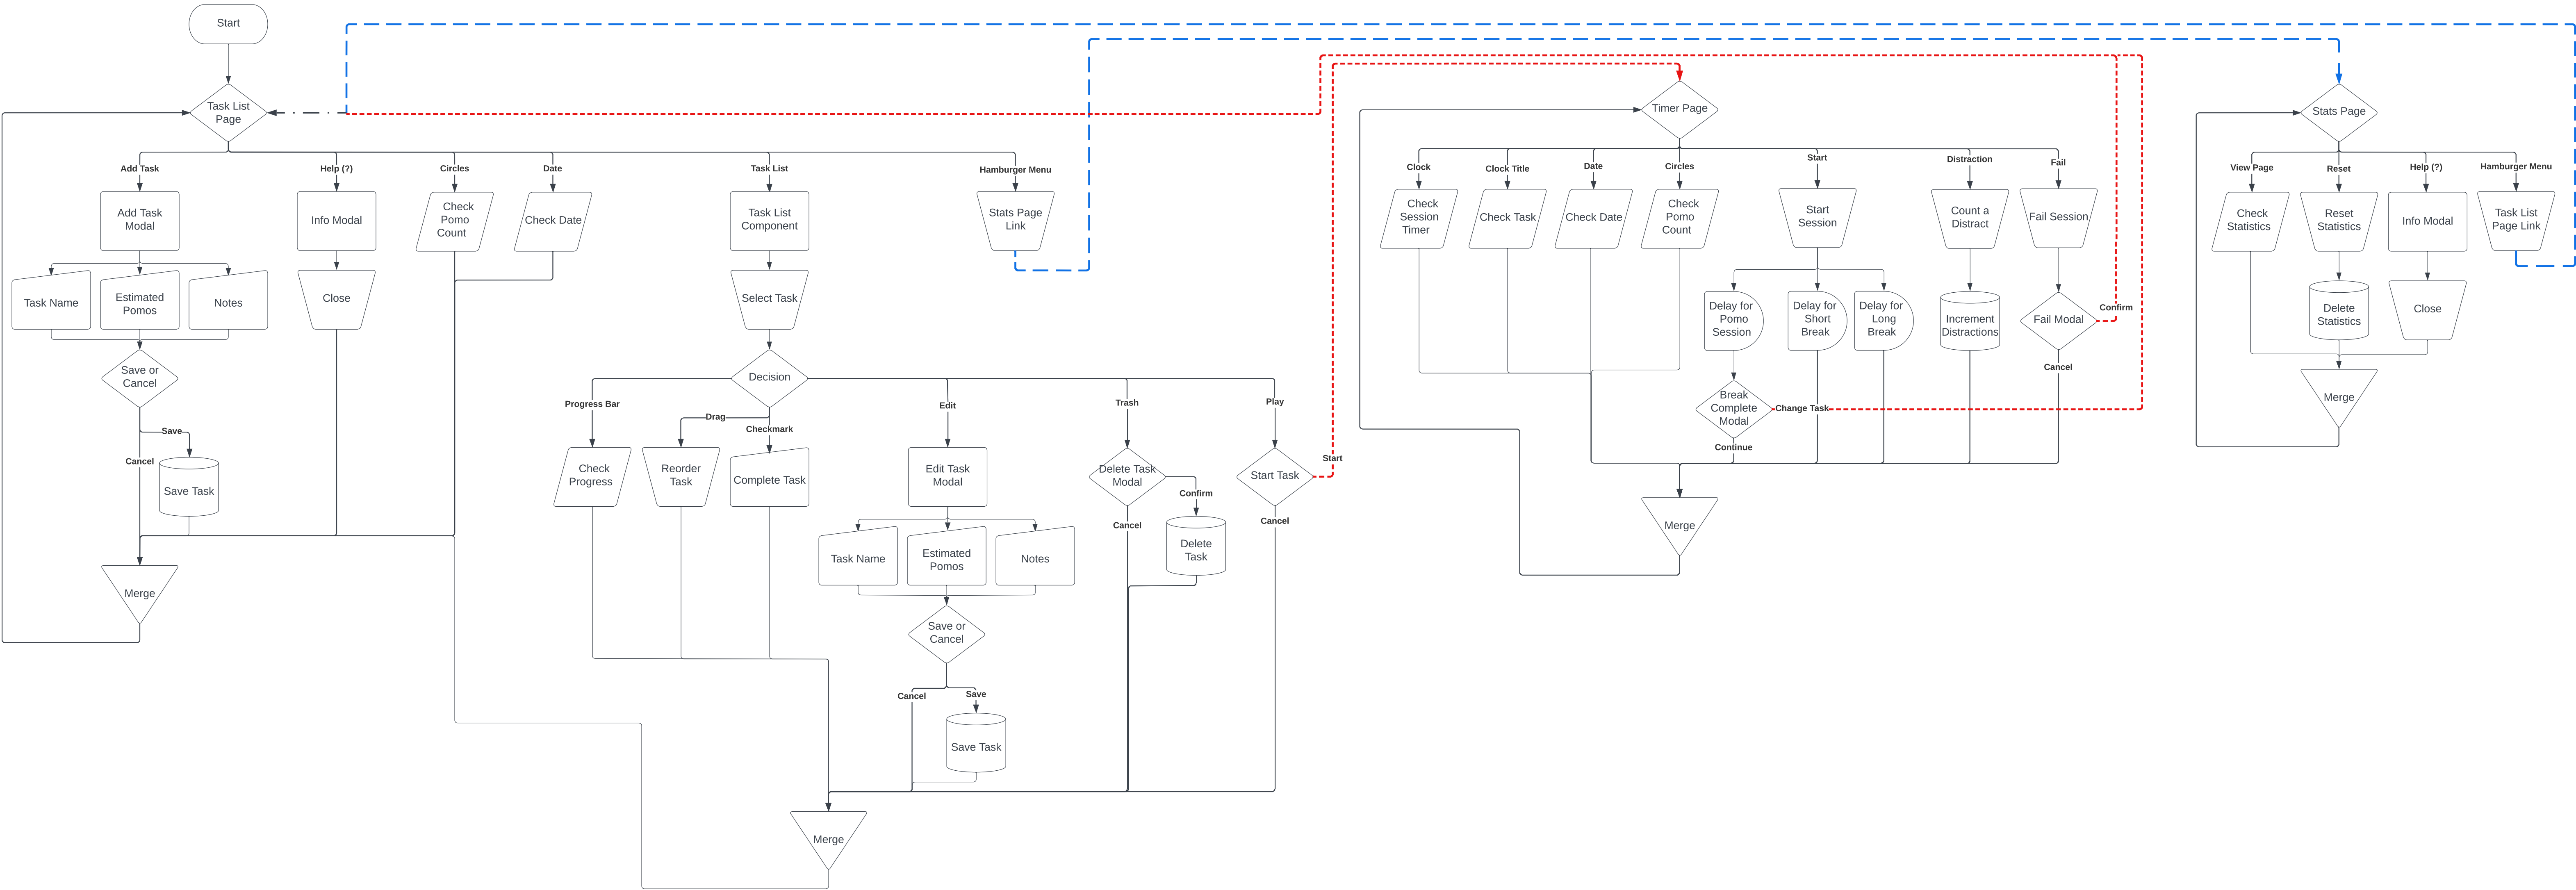 Start
Task List
Page
Add Task
Help (?)
Circles
Date
Task List
Hamburger Menu
Add Task
Modal
Info Modal
Check
Pomo
Count
Check Date
Task List
Component
Stats Page
Link
Task Name
Estimated
Pomos
Notes
Close
Select Task
Save or
Cancel
Save
Cancel
Save Task
Merge
Decision
Progress Bar
Drag
Checkmark
Edit
Trash
Play
Check
Progress
Reorder
Task
Complete Task
Edit Task
Modal
Delete Task
Modal
Start Task
Start
Confirm
Cancel
Cancel
Delete
Task
Task Name
Estimated
Pomos
Notes
Save or
Cancel
Cancel
Save
Save Task
Merge
Timer Page
Clock
Clock Title
Date
Circles
Start
Distraction
Fail
Check
Session
Timer
Check Task
Check Date
Check
Pomo
Count
Start
Session
Count a
Distract
Fail Session
Delay for
Pomo
Session
Delay for
Short
Break
Delay for
Long
Break
Increment
Distractions
Fail Modal
Confirm
Cancel
Break
Complete
Modal
Change Task
Continue
Merge
Stats Page
View Page
Reset
Help (?)
Hamburger Menu
Check
Statistics
Reset
Statistics
Info Modal
Task List
Page Link
Delete
Statistics
Close
Merge